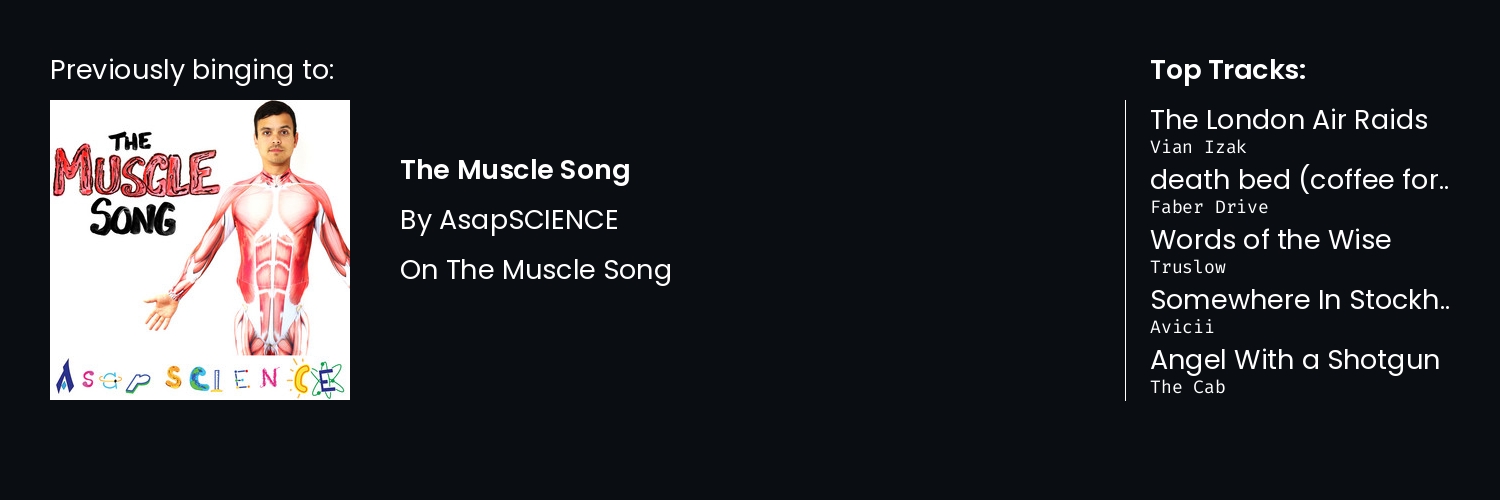 Previously binging to:
THE
MUSCLE
SONG
Asap SCIENCE
The Muscle Song
By AsapSCIENCE
On The Muscle Song
Top Tracks:
The London Air Raids
Vian Izak
death bed (coffee for..
Faber Drive
Words of the Wise
Truslow
Somewhere In Stockh..
Avicii
Angel With a Shotgun
The Cab